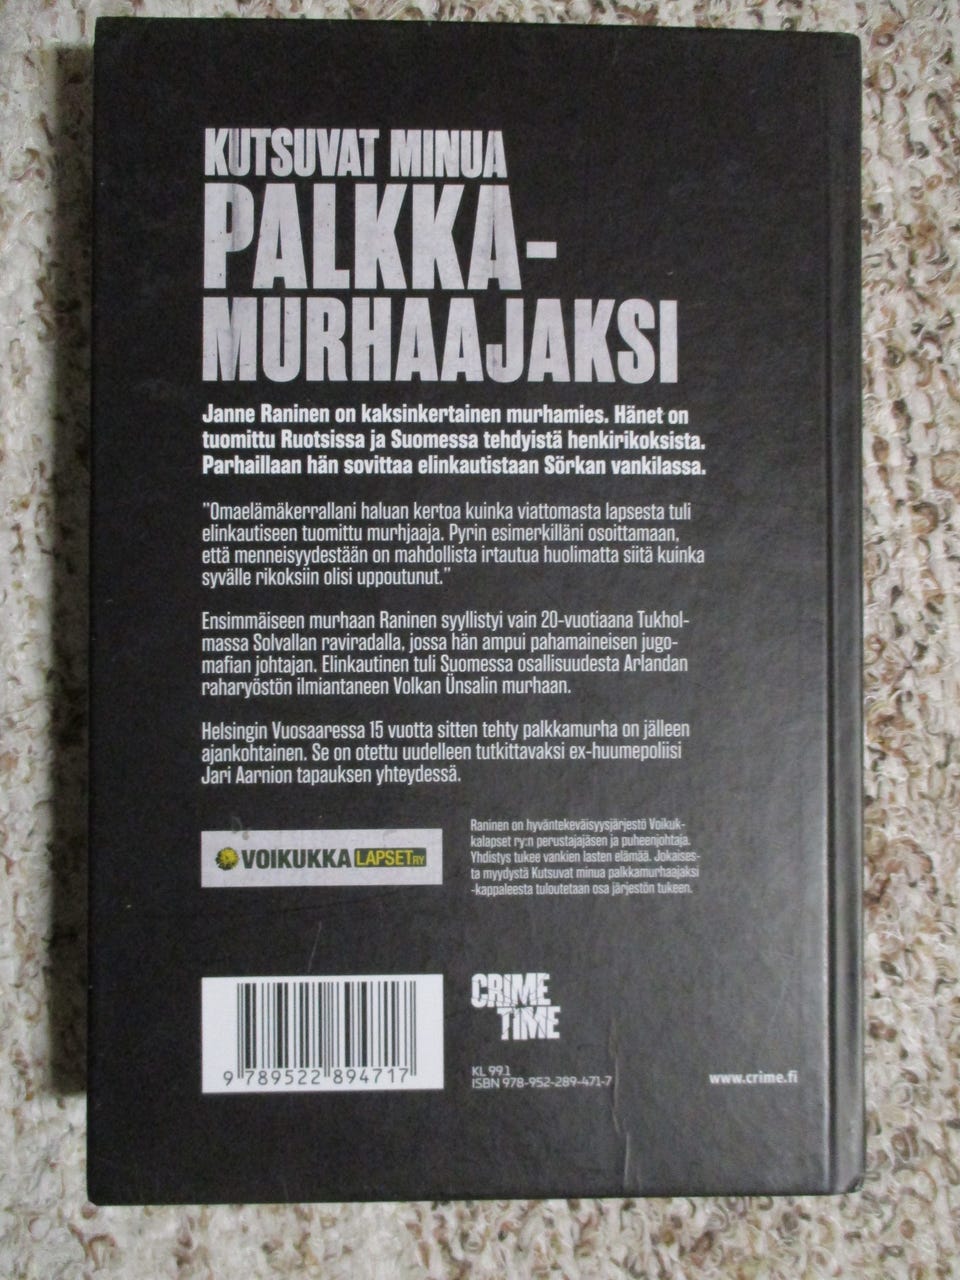 KUTSUVAT MINUA
PALKKA-
MURHAAJAKSI
Janne Raninen on kaksinkertainen murhamies. Hänet on
tuomittu Ruotsissa ja Suomessa tehdyistä henkirikoksista.
Parhaillaan hän sovittaa elinkautistaan Sörkan vankilassa.
"Omaelämäkerrallani haluan kertoa kuinka viattomasta lapsesta tuli
elinkautiseen tuomittu murhjaaja. Pyrin esimerkilläni osoittamaan,
että menneisyydestään on mahdollista irtautua huolimatta siitä kuinka
syvälle rikoksiin olisi uppoutunut."
Ensimmäiseen murhaan Raninen syyllistyi vain 20-vuotiaana Tukhol-
massa Solvallan raviradalla, jossa hän ampui pahamaineisen jugo-
mafian johtajan. Elinkautinen tuli Suomessa osallisuudesta Arlandan
raharyöstön ilmiantaneen Volkan Ünsalin murhaan.
Helsingin Vuosaaressa 15 vuotta sitten tehty palkkamurha on jälleen
ajankohtainen. Se on otettu uudelleen tutkittavaksi ex-huumepoliisi
Jari Aarnion tapauksen yhteydessä.
VOIKUKKA LAPSET RY
Raninen on hyväntekeväisyysjärjestö Voikuk-
kalapset ry:n perustajajäsen ja puheenjohtaja.
Yhdistys tukee vankien lasten elämää. Jokaises-
ta myydystä Kutsuvat minua palkkamurhaajaksi
-kappaleesta tuloutetaan osa järjestön tukeen.
CRIME
TIME
9 789522 894717
KL 99.1
ISBN 978-952-289-471-7
www.crime.fi